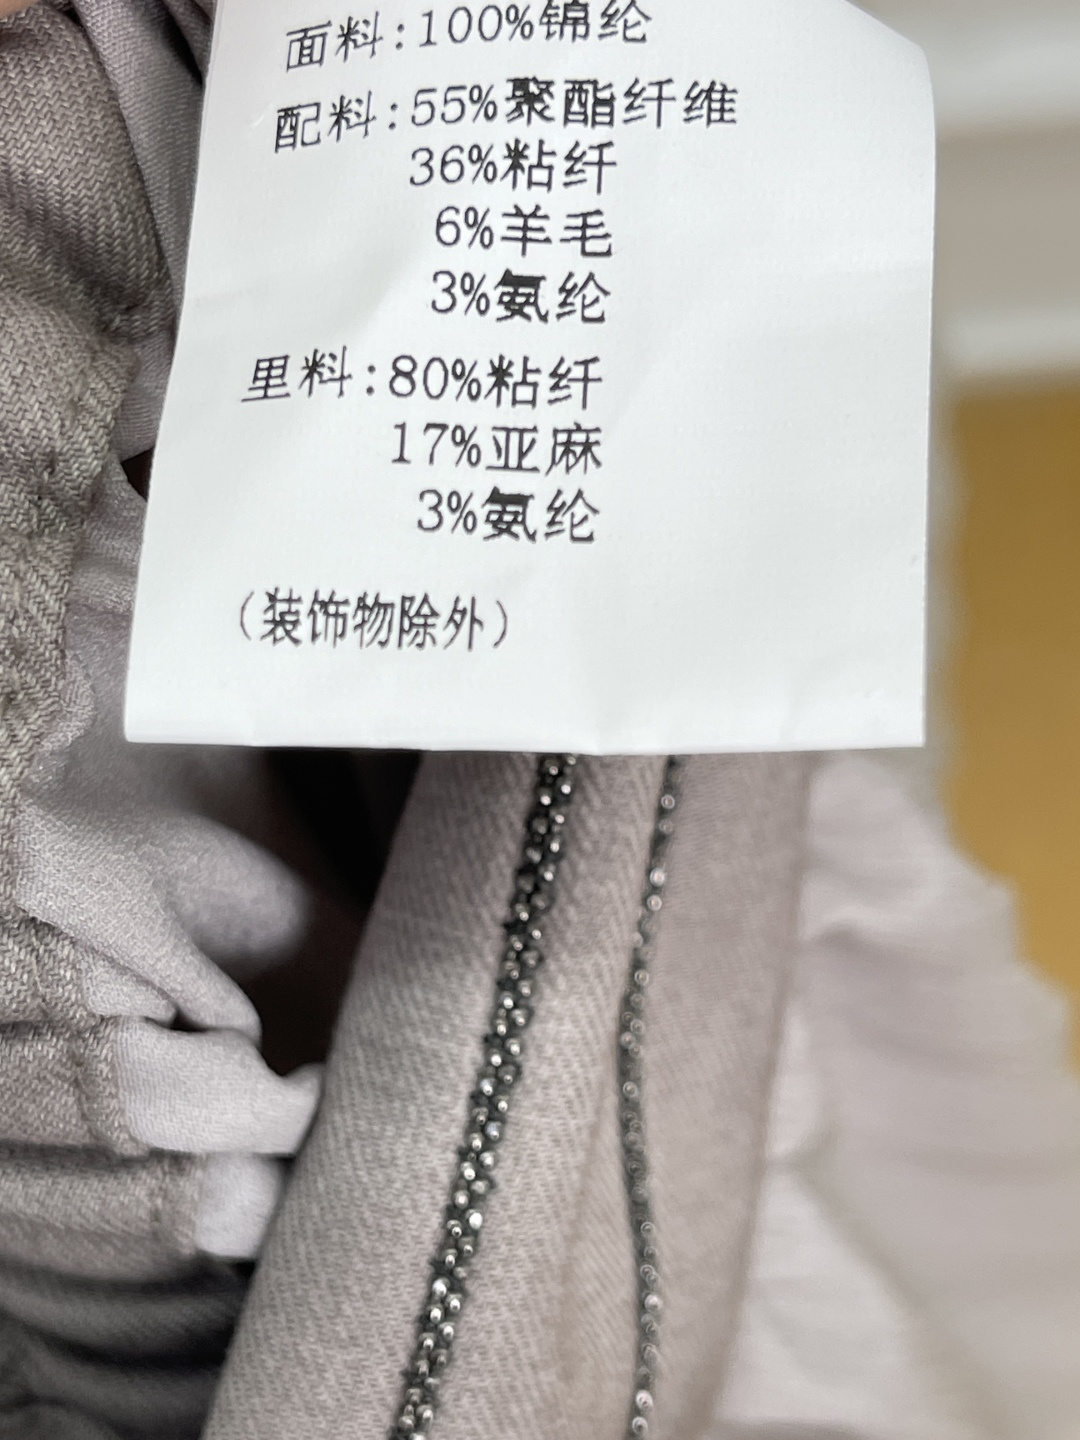 面料:100%锦纶
配料:55%聚酯纤维
36%粘纤
6%羊毛
3%氨纶
里料:80%粘纤
17%亚麻
3%氨纶
(装饰物除外)